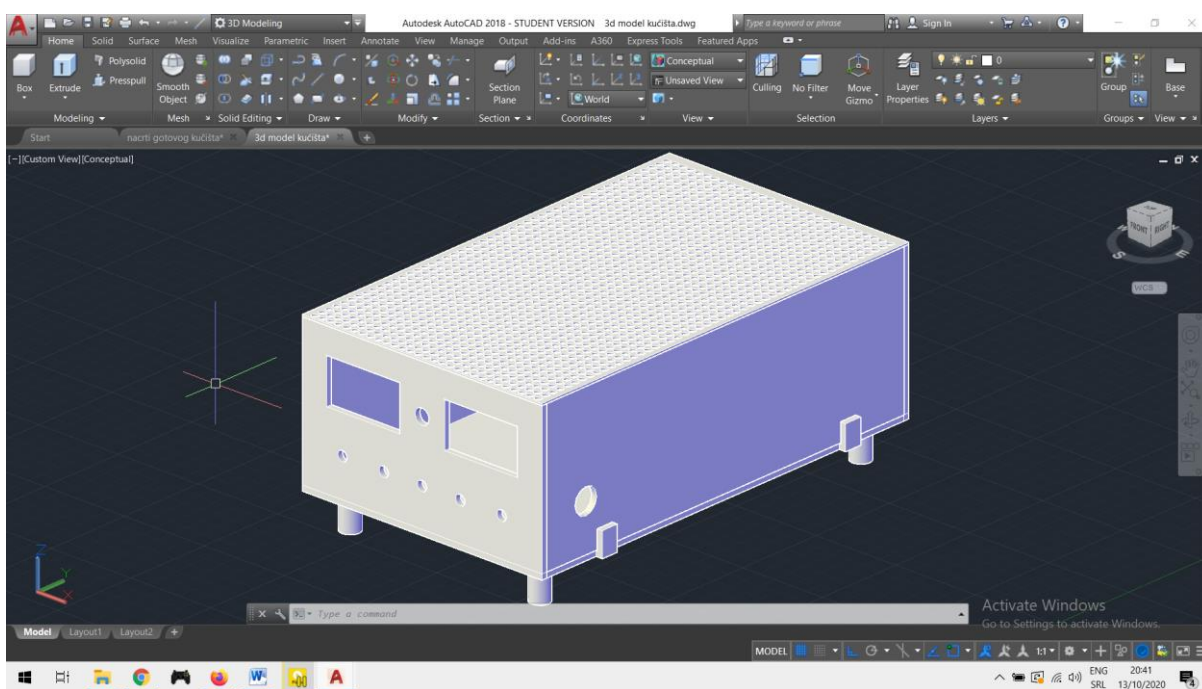 3D Modeling
Autodesk AutoCAD 2018 - STUDENT VERSION 3d model kućišta.dwg
Type a keyword or phrase
Sign In
Home Solid Surface Mesh Visualize Parametric Insert Annotate View Manage Output Add-ins A360 Express Tools Featured Apps
Box
Extrude
Polysolid
Presspull
Smooth
Object
Section
Plane
World
Conceptual
Unsaved View
Culling
No Filter
Move
Gizmo
Layer
Properties
0
Group
Base
Modeling Mesh Solid Editing Draw Modify Section Coordinates View Selection Layers Groups View
Start nacrti gotovog kućišta* 3d model kućišta*
[-][Custom View][Conceptual]
FRONT RIGHT
S
WCS
Z
Y
X
Type a command
Activate Windows
Go to Settings to activate Windows.
Model Layout1 Layout2
MODEL 1:1
ENG 20:41
SRL 13/10/2020